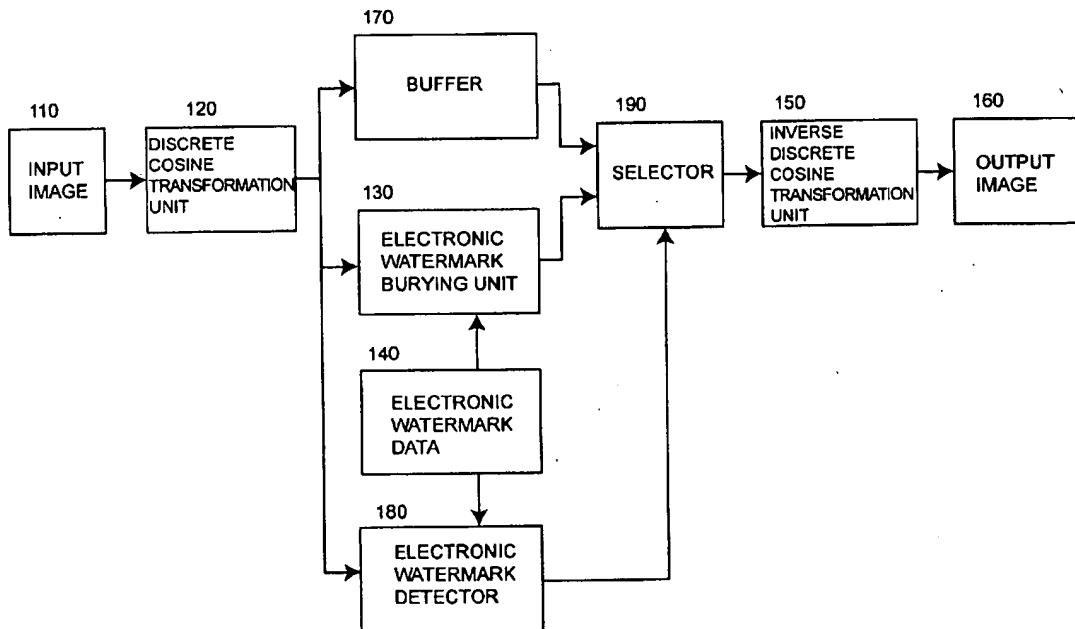 170
BUFFER
110
INPUT
IMAGE
120
DISCRETE
COSINE
TRANSFORMATION
UNIT
130
ELECTRONIC
WATERMARK
BURYING UNIT
140
ELECTRONIC
WATERMARK
DATA
180
ELECTRONIC
WATERMARK
DETECTOR
190
SELECTOR
150
INVERSE
DISCRETE
COSINE
TRANSFORMATION
UNIT
160
OUTPUT
IMAGE